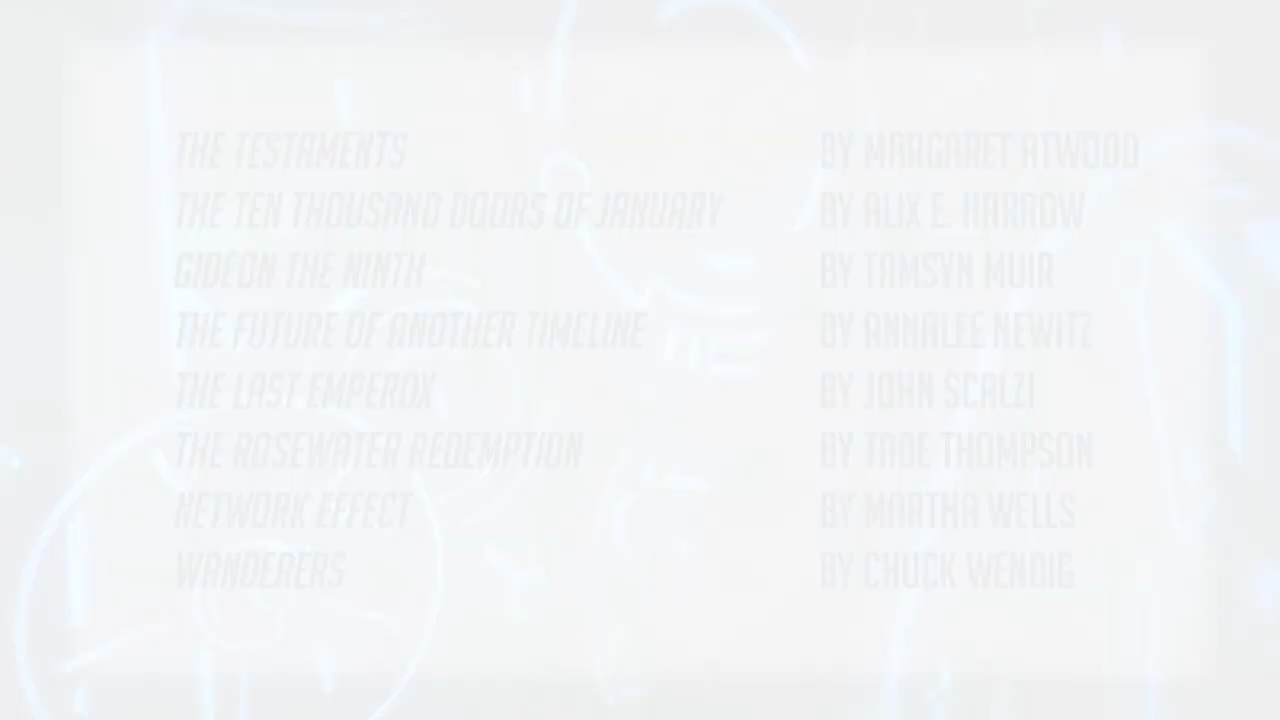 THE TESTAMENTS BY MARGARET ATWOOD
THE TEN THOUSAND DOORS OF JANUARY BY ALIX E. HARROW
GIDEON THE NINTH BY TAMSYN MUIR
THE FUTURE OF ANOTHER TIMELINE BY ANNALEE NEWITZ
THE LAST EMPEROX BY JOHN SCALZI
THE ROSEWATER REDEMPTION BY TADE THOMPSON
NETWORK EFFECT BY MARTHA WELLS
WANDERERS BY CHUCK WENDIG